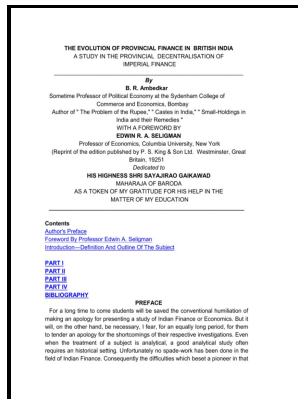 THE EVOLUTION OF PROVINCIAL FINANCE IN BRITISH INDIA
A STUDY IN THE PROVINCIAL DECENTRALISATION OF
IMPERIAL FINANCE
By
B. R. Ambedkar
Sometime Professor of Political Economy at the Sydenham College of
Commerce and Economics, Bombay
Author of " The Problem of the Rupee," " Castes in India," " Small-Holdings in
India and their Remedies "
WITH A FOREWORD BY
EDWIN R. A. SELIGMAN
Professor of Economics, Columbia University, New York
(Reprint of the edition published by P. S. King & Son Ltd. Westminster, Great
Britain, 19251
Dedicated to
HIS HIGHNESS SHRI SAYAJIRAO GAIKAWAD
MAHARAJA OF BARODA
AS A TOKEN OF MY GRATITUDE FOR HIS HELP IN THE
MATTER OF MY EDUCATION
Contents
Author's Preface
Foreword By Professor Edwin A. Seligman
Introduction—Definition And Outline Of The Subject
PART I
PART II
PART III
PART IV
BIBLIOGRAPHY
PREFACE
For a long time to come students will be saved the conventional humiliation of
making an apology for presenting a study of Indian Finance or Economics. But it
will, on the other hand, be necessary, I fear, for an equally long period, for them
to tender an apology for the shortcomings of their respective investigations. Even
when the treatment of a subject is analytical, a good analytical study often
requires an historical setting. Unfortunately no spade-work has been done in the
field of Indian Finance. Consequently the difficulties which beset a pioneer in that